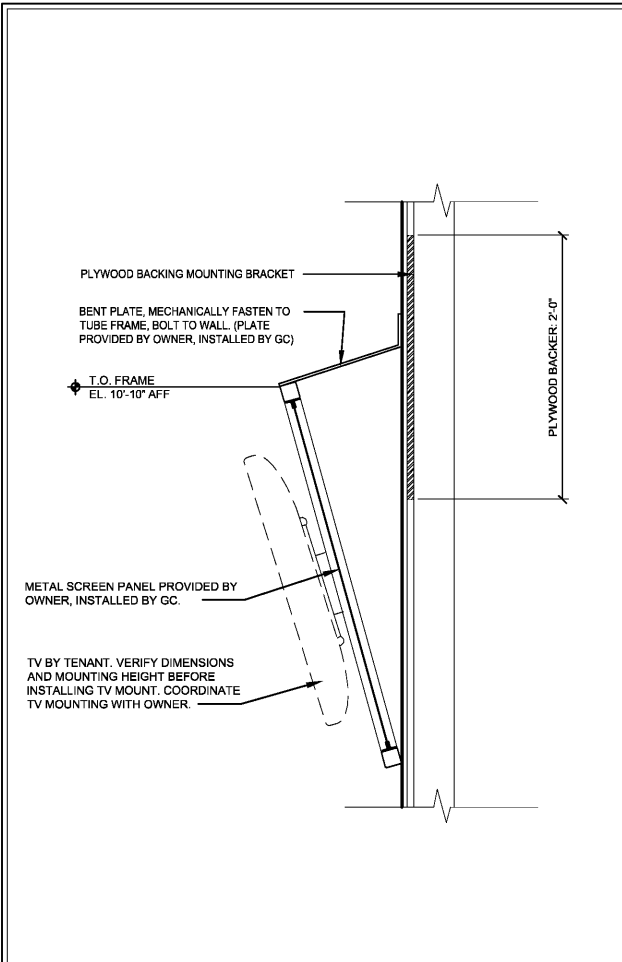 PLYWOOD BACKING MOUNTING BRACKET
BENT PLATE, MECHANICALLY FASTEN TO
TUBE FRAME, BOLT TO WALL. (PLATE
PROVIDED BY OWNER, INSTALLED BY GC)
T.O. FRAME
EL. 10'-10" AFF
PLYWOOD BACKER: 2'-0"
METAL SCREEN PANEL PROVIDED BY
OWNER, INSTALLED BY GC.
TV BY TENANT. VERIFY DIMENSIONS
AND MOUNTING HEIGHT BEFORE
INSTALLING TV MOUNT. COORDINATE
TV MOUNTING WITH OWNER.